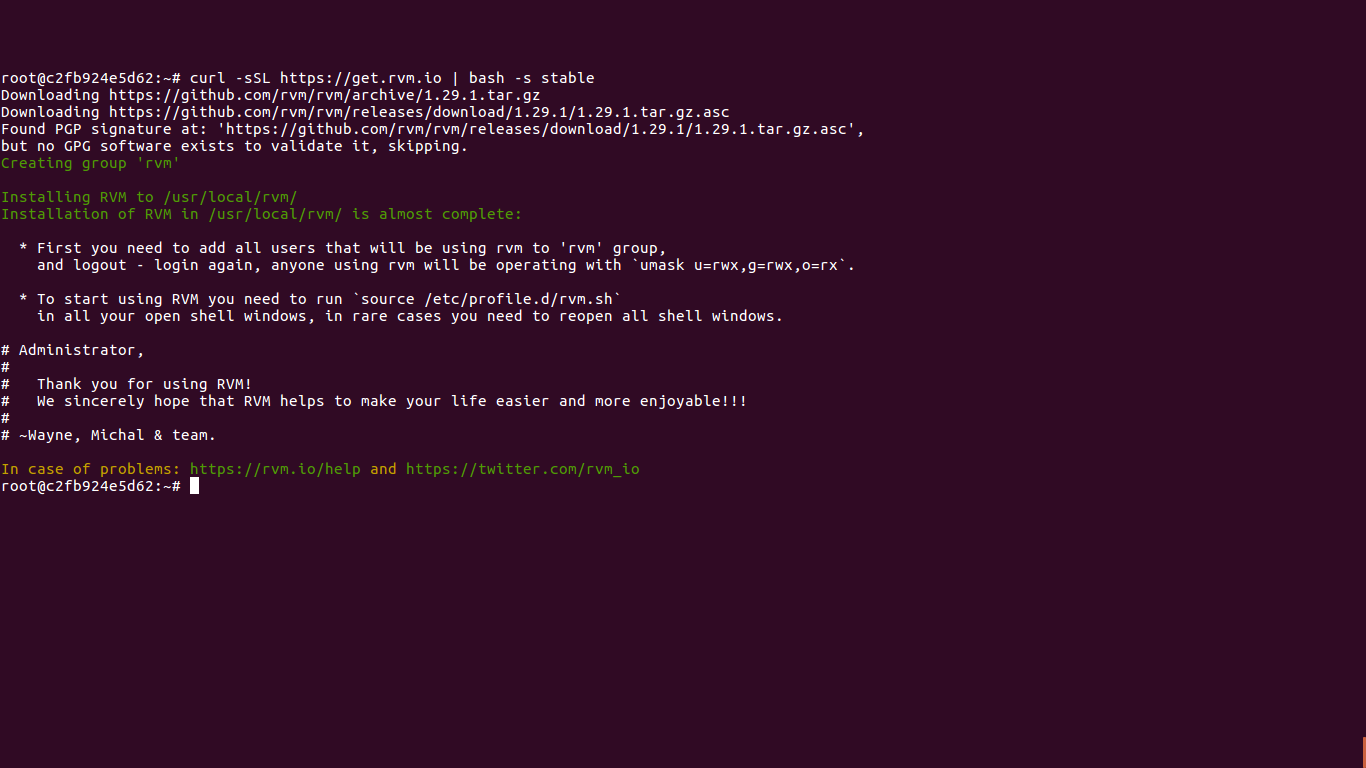 root@c2fb924e5d62:~# curl -sSL https://get.rvm.io | bash -s stable
Downloading https://github.com/rvm/rvm/archive/1.29.1.tar.gz
Downloading https://github.com/rvm/rvm/releases/download/1.29.1/1.29.1.tar.gz.asc
Found PGP signature at: 'https://github.com/rvm/rvm/releases/download/1.29.1/1.29.1.tar.gz.asc',
but no GPG software exists to validate it, skipping.
Creating group 'rvm'

Installing RVM to /usr/local/rvm/
Installation of RVM in /usr/local/rvm/ is almost complete:

  * First you need to add all users that will be using rvm to 'rvm' group,
    and logout - login again, anyone using rvm will be operating with `umask u=rwx,g=rwx,o=rx`.

  * To start using RVM you need to run `source /etc/profile.d/rvm.sh`
    in all your open shell windows, in rare cases you need to reopen all shell windows.

# Administrator,
#
#   Thank you for using RVM!
#   We sincerely hope that RVM helps to make your life easier and more enjoyable!!!
#
# ~Wayne, Michal & team.

In case of problems: https://rvm.io/help and https://twitter.com/rvm_io
root@c2fb924e5d62:~#